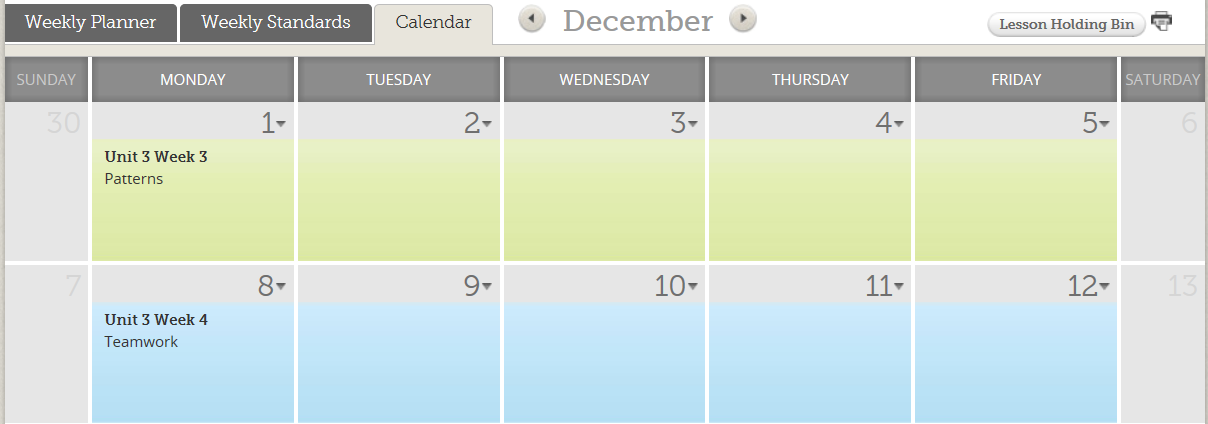 Weekly Planner Weekly Standards Calendar December Lesson Holding Bin
SUNDAY MONDAY TUESDAY WEDNESDAY THURSDAY FRIDAY SATURDAY
30 1 2 3 4 5 6
Unit 3 Week 3
Patterns
7 8 9 10 11 12 13
Unit 3 Week 4
Teamwork